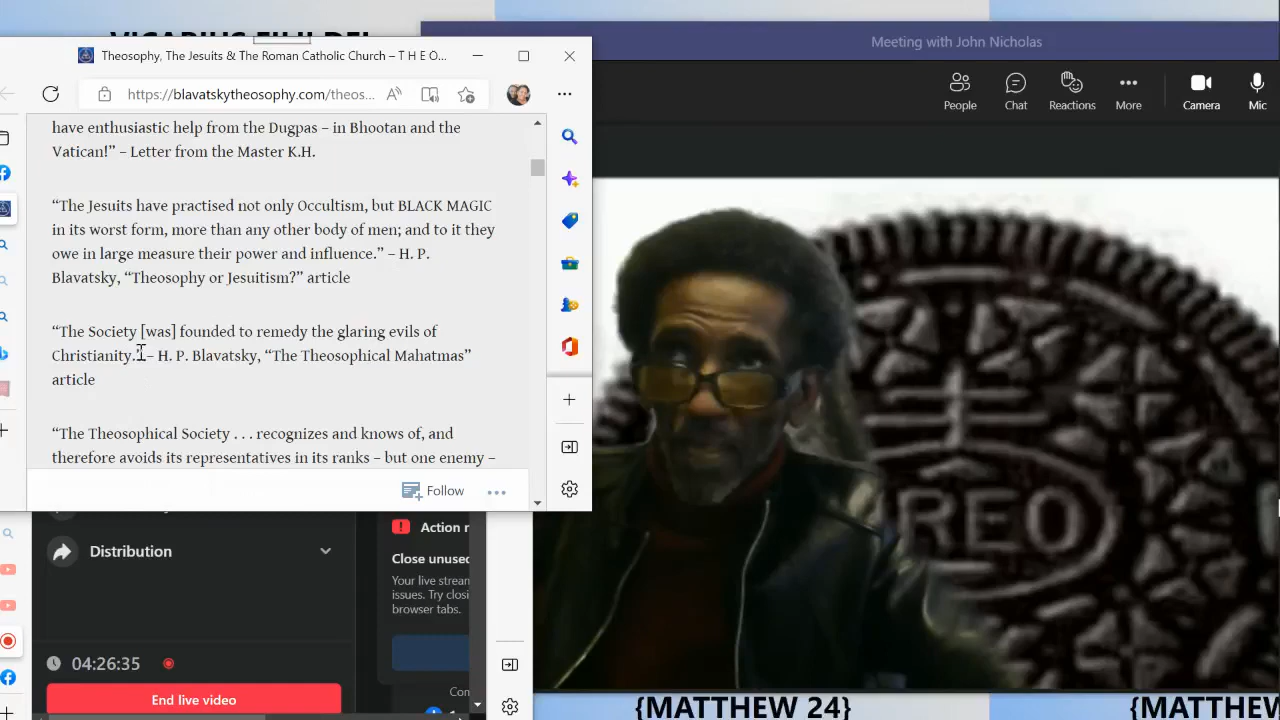 Meeting with John Nicholas
Theosophy, The Jesuits & The Roman Catholic Church – T H E O...
https://blavatskytheosophy.com/theos...
People
Chat
Reactions
More
Camera
Mic
have enthusiastic help from the Dugpas – in Bhootan and the
Vatican!” – Letter from the Master K.H.
“The Jesuits have practised not only Occultism, but BLACK MAGIC
in its worst form, more than any other body of men; and to it they
owe in large measure their power and influence.” – H. P.
Blavatsky, “Theosophy or Jesuitism?” article
“The Society [was] founded to remedy the glaring evils of
Christianity. – H. P. Blavatsky, “The Theosophical Mahatmas”
article
“The Theosophical Society . . . recognizes and knows of, and
therefore avoids its representatives in its ranks – but one enemy –
Follow
REO
Distribution
Action
Close
Your live
issues. Try
browser tabs.
04:26:35
End live video
{MATTHEW 24}